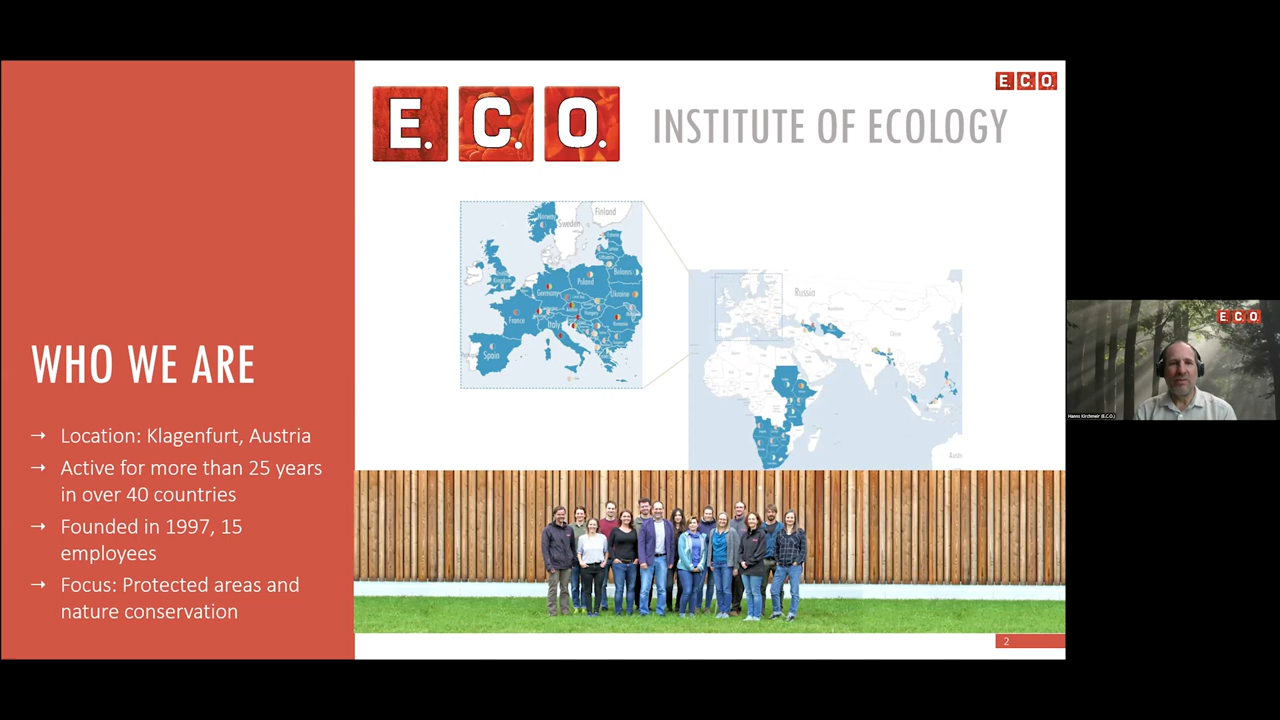 E. C. O.
INSTITUTE OF ECOLOGY
E. C. O.
WHO WE ARE
→ Location: Klagenfurt, Austria
→ Active for more than 25 years
in over 40 countries
→ Founded in 1997, 15
employees
→ Focus: Protected areas and
nature conservation
Norway
Sweden
Finland
Belarus
Poland
Germany
Ukraine
France
Italy
Spain
Romania
Russia
China
2
E.C.O.
Hanns Kirchmeir (E.C.O.)